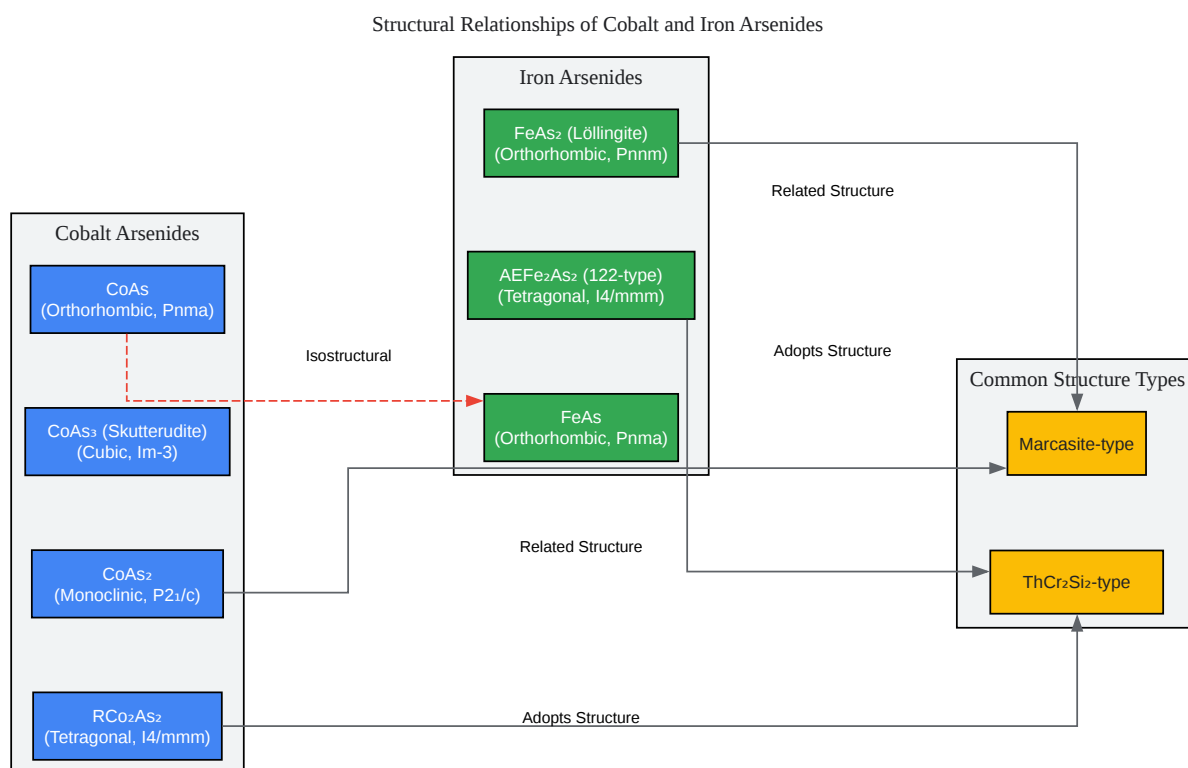 Structural Relationships of Cobalt and Iron Arsenides
Iron Arsenides
FeAs₂ (Löllingite)
(Orthorhombic, Pnnm)
Related Structure
Cobalt Arsenides
CoAs
(Orthorhombic, Pnma)
AEFe₂As₂ (122-type)
(Tetragonal, I4/mmm)
Isostructural
Adopts Structure
Common Structure Types
CoAs₃ (Skutterudite)
(Cubic, Im-3)
FeAs
(Orthorhombic, Pnma)
Marcasite-type
CoAs₂
(Monoclinic, P2₁/c)
Related Structure
ThCr₂Si₂-type
RCo₂As₂
(Tetragonal, I4/mmm)
Adopts Structure